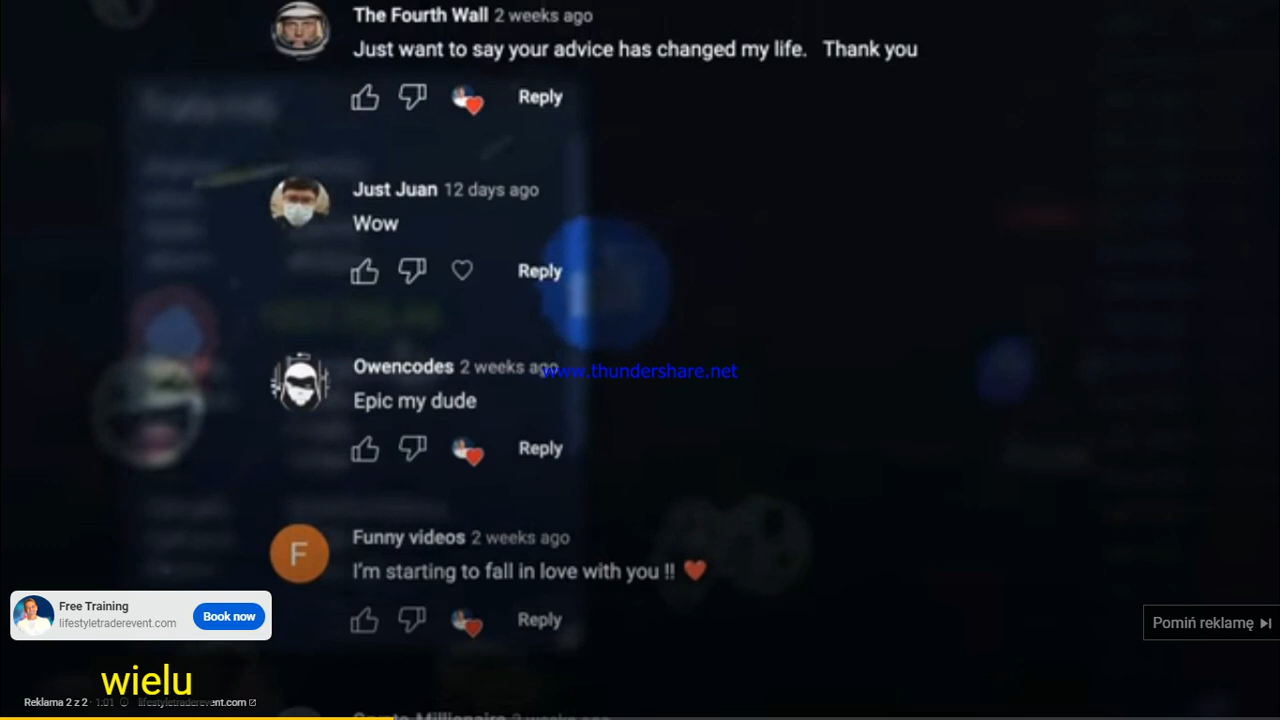 The Fourth Wall 2 weeks ago
Just want to say your advice has changed my life. Thank you
Reply
Just Juan 12 days ago
Wow
Reply
Owencodes 2 weeks ago
www.thundershare.net
Epic my dude
Reply
F
Funny videos 2 weeks ago
I'm starting to fall in love with you !! ❤️
Reply
Free Training
lifestyletraderevent.com
Book now
Pomiń reklamę
wielu
Reklama 2 z 2 · 1:01
lifestyletraderevent.com